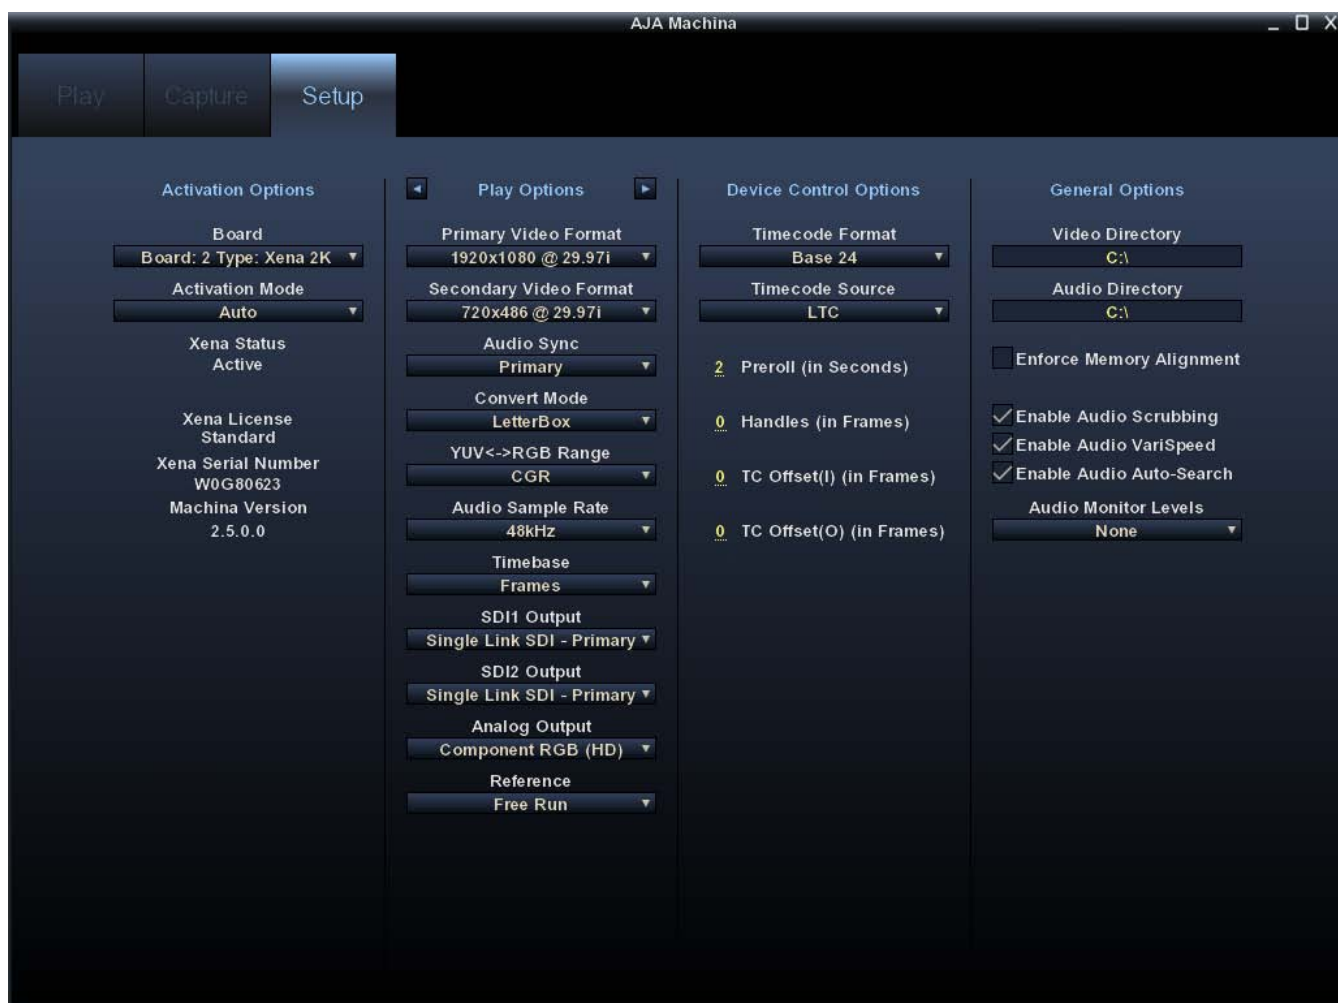 AJA Machina
Play
Capture
Setup
Activation Options
Board
Board: 2 Type: Xena 2K
Activation Mode
Auto
Xena Status
Active
Xena License
Standard
Xena Serial Number
W0G80623
Machina Version
2.5.0.0
Play Options
Primary Video Format
1920x1080 @ 29.97i
Secondary Video Format
720x486 @ 29.97i
Audio Sync
Primary
Convert Mode
LetterBox
YUV<->RGB Range
CGR
Audio Sample Rate
48kHz
Timebase
Frames
SDI1 Output
Single Link SDI - Primary
SDI2 Output
Single Link SDI - Primary
Analog Output
Component RGB (HD)
Reference
Free Run
Device Control Options
Timecode Format
Base 24
Timecode Source
LTC
2 Preroll (in Seconds)
0 Handles (in Frames)
0 TC Offset(I) (in Frames)
0 TC Offset(O) (in Frames)
General Options
Video Directory
C:\
Audio Directory
C:\
Enforce Memory Alignment
Enable Audio Scrubbing
Enable Audio VariSpeed
Enable Audio Auto-Search
Audio Monitor Levels
None